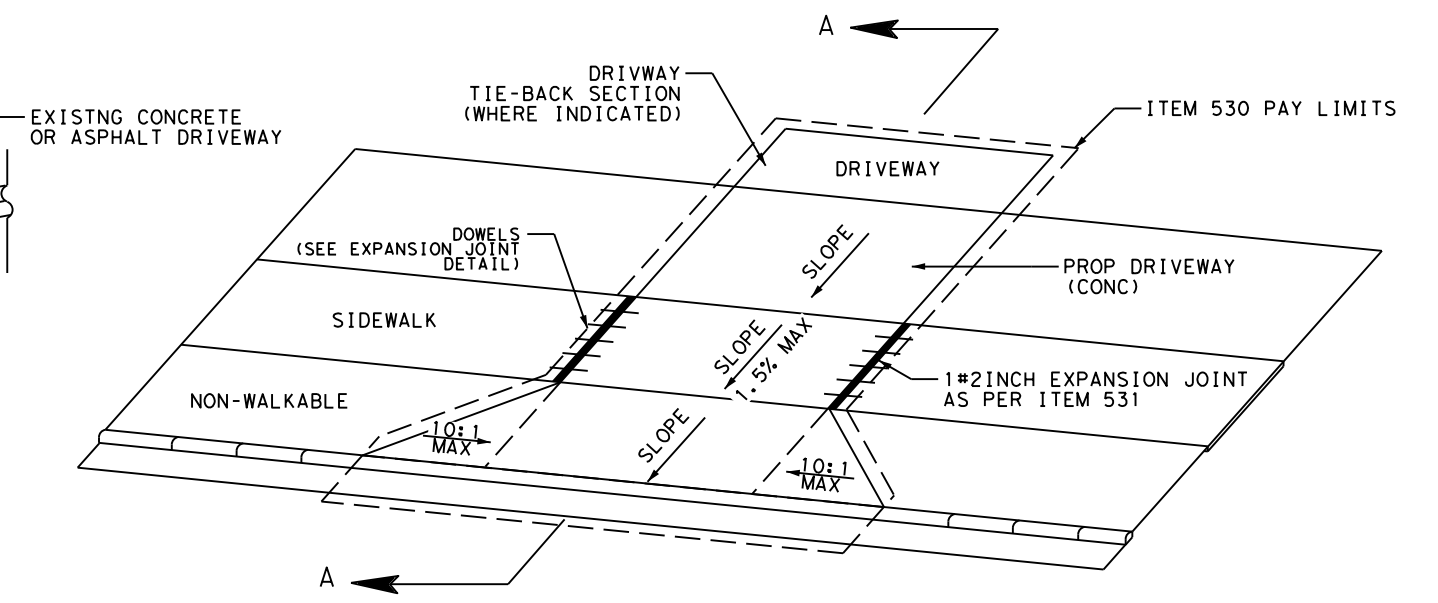 A
DRIVWAY
TIE-BACK SECTION
(WHERE INDICATED)
EXISTNG CONCRETE
OR ASPHALT DRIVEWAY
ITEM 530 PAY LIMITS
DRIVEWAY
DOWELS
(SEE EXPANSION JOINT
DETAIL)
SLOPE
PROP DRIVEWAY
(CONC)
SIDEWALK
SLOPE
1.5% MAX
1#2INCH EXPANSION JOINT
AS PER ITEM 531
NON-WALKABLE
10:1
MAX
SLOPE
10:1
MAX
A